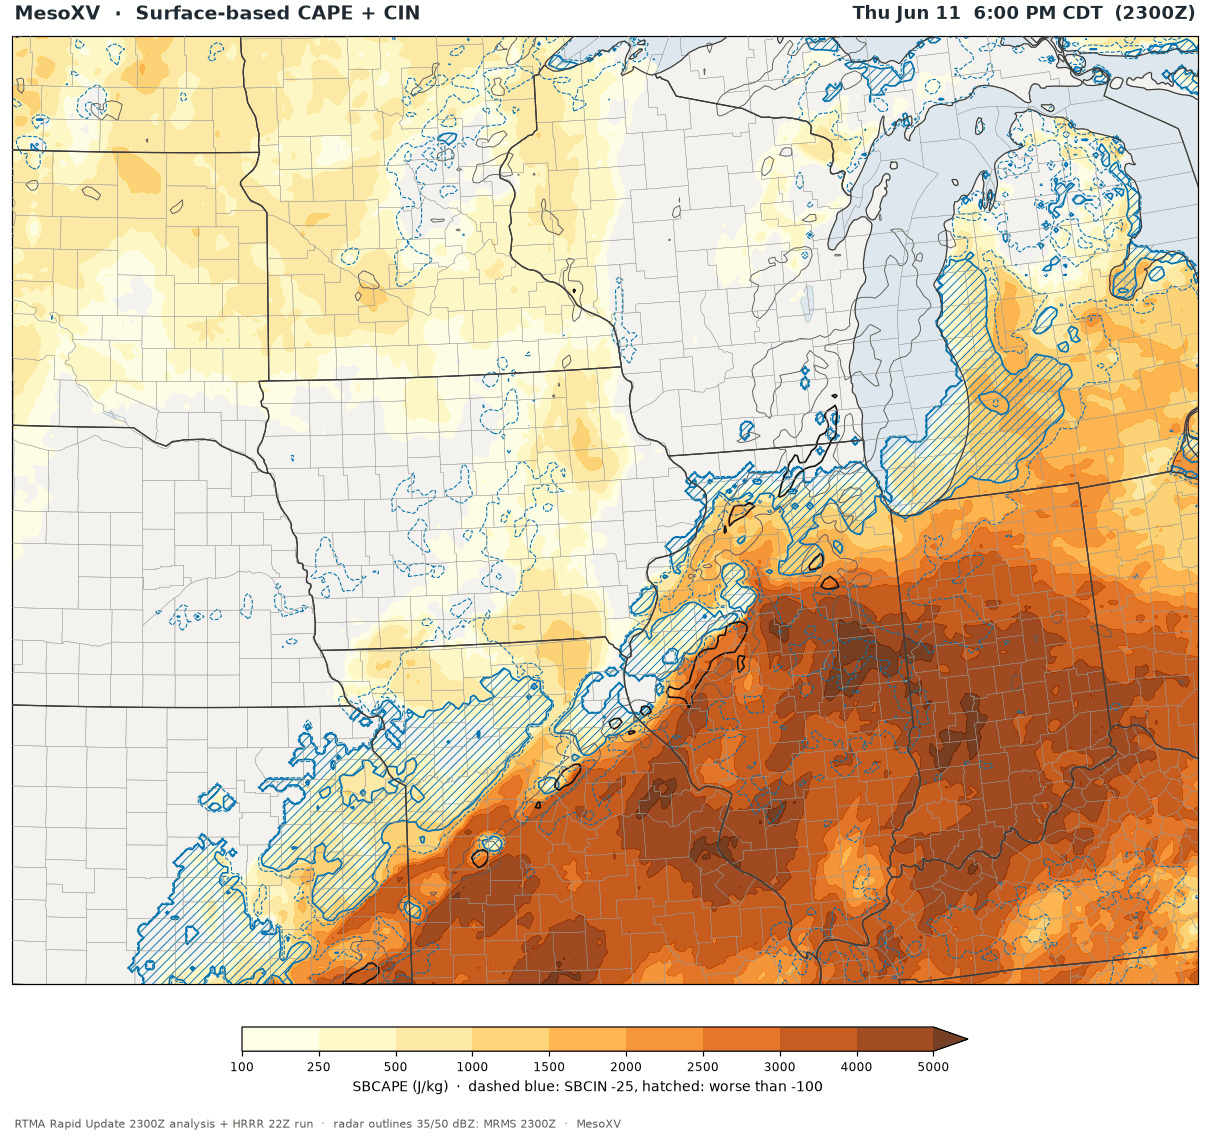 MesoXV · Surface-based CAPE + CIN
Thu Jun 11 6:00 PM CDT (2300Z)
100 250 500 1000 1500 2000 2500 3000 4000 5000
SBCAPE (J/kg) · dashed blue: SBCIN -25, hatched: worse than -100
RTMA Rapid Update 2300Z analysis + HRRR 22Z run · radar outlines 35/50 dBZ: MRMS 2300Z · MesoXV